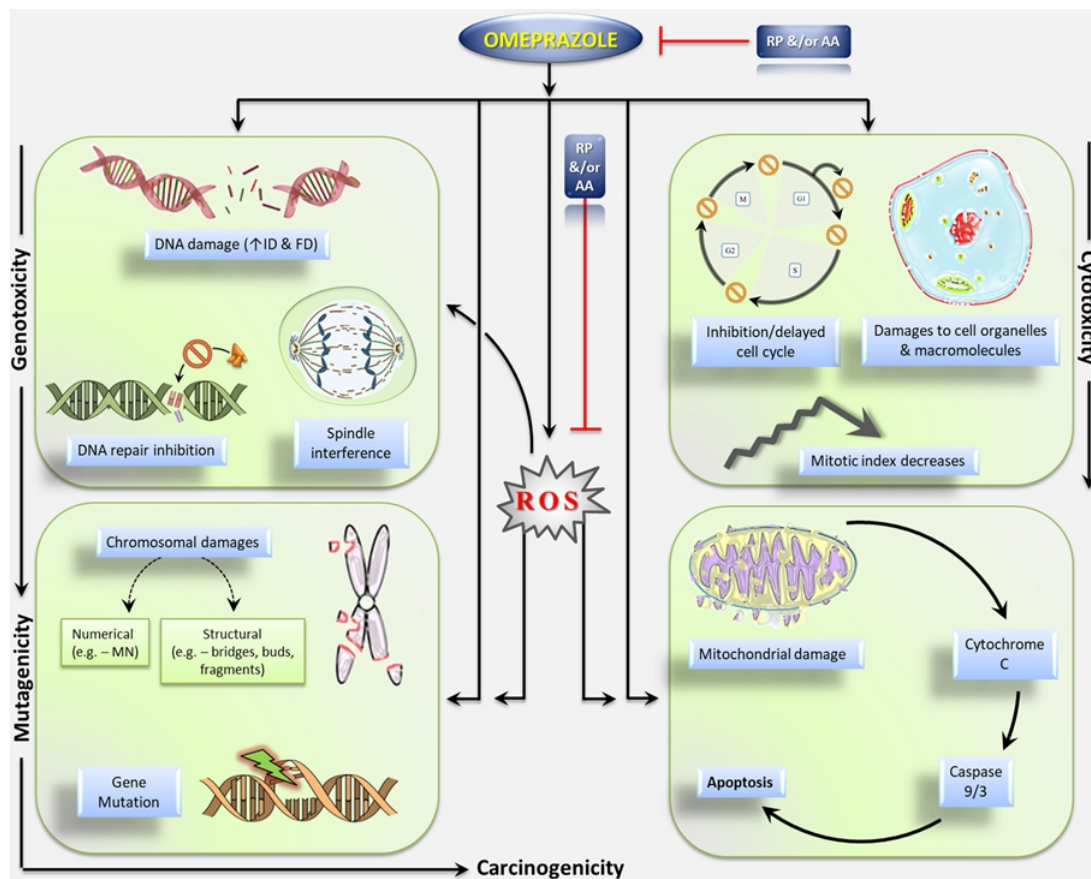 OMEPRAZOLE
RP &/or AA
RP
&/or
AA
Genotoxicity
DNA damage (↑ID & FD)
DNA repair inhibition
Spindle
interference
M
G1
G2
S
Inhibition/delayed
cell cycle
Damages to cell organelles
& macromolecules
Mitotic index decreases
Cytotoxicity
ROS
Mutagenicity
Chromosomal damages
Numerical
(e.g. – MN)
Structural
(e.g. – bridges, buds,
fragments)
Gene
Mutation
Mitochondrial damage
Cytochrome
C
Caspase
9/3
Apoptosis
Carcinogenicity